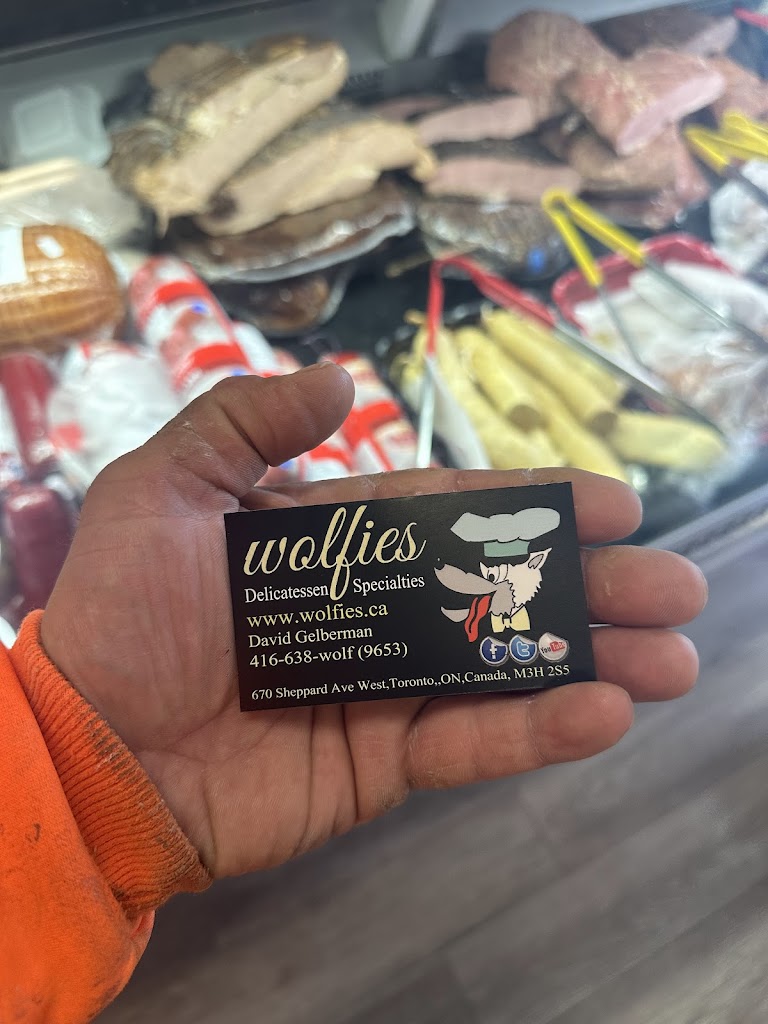 wolfies
Delicatessen Specialties
www.wolfies.ca
David Gelberman
416-638-wolf (9653)
670 Sheppard Ave West,Toronto,,ON,Canada, M3H 2S5
f t YouTube